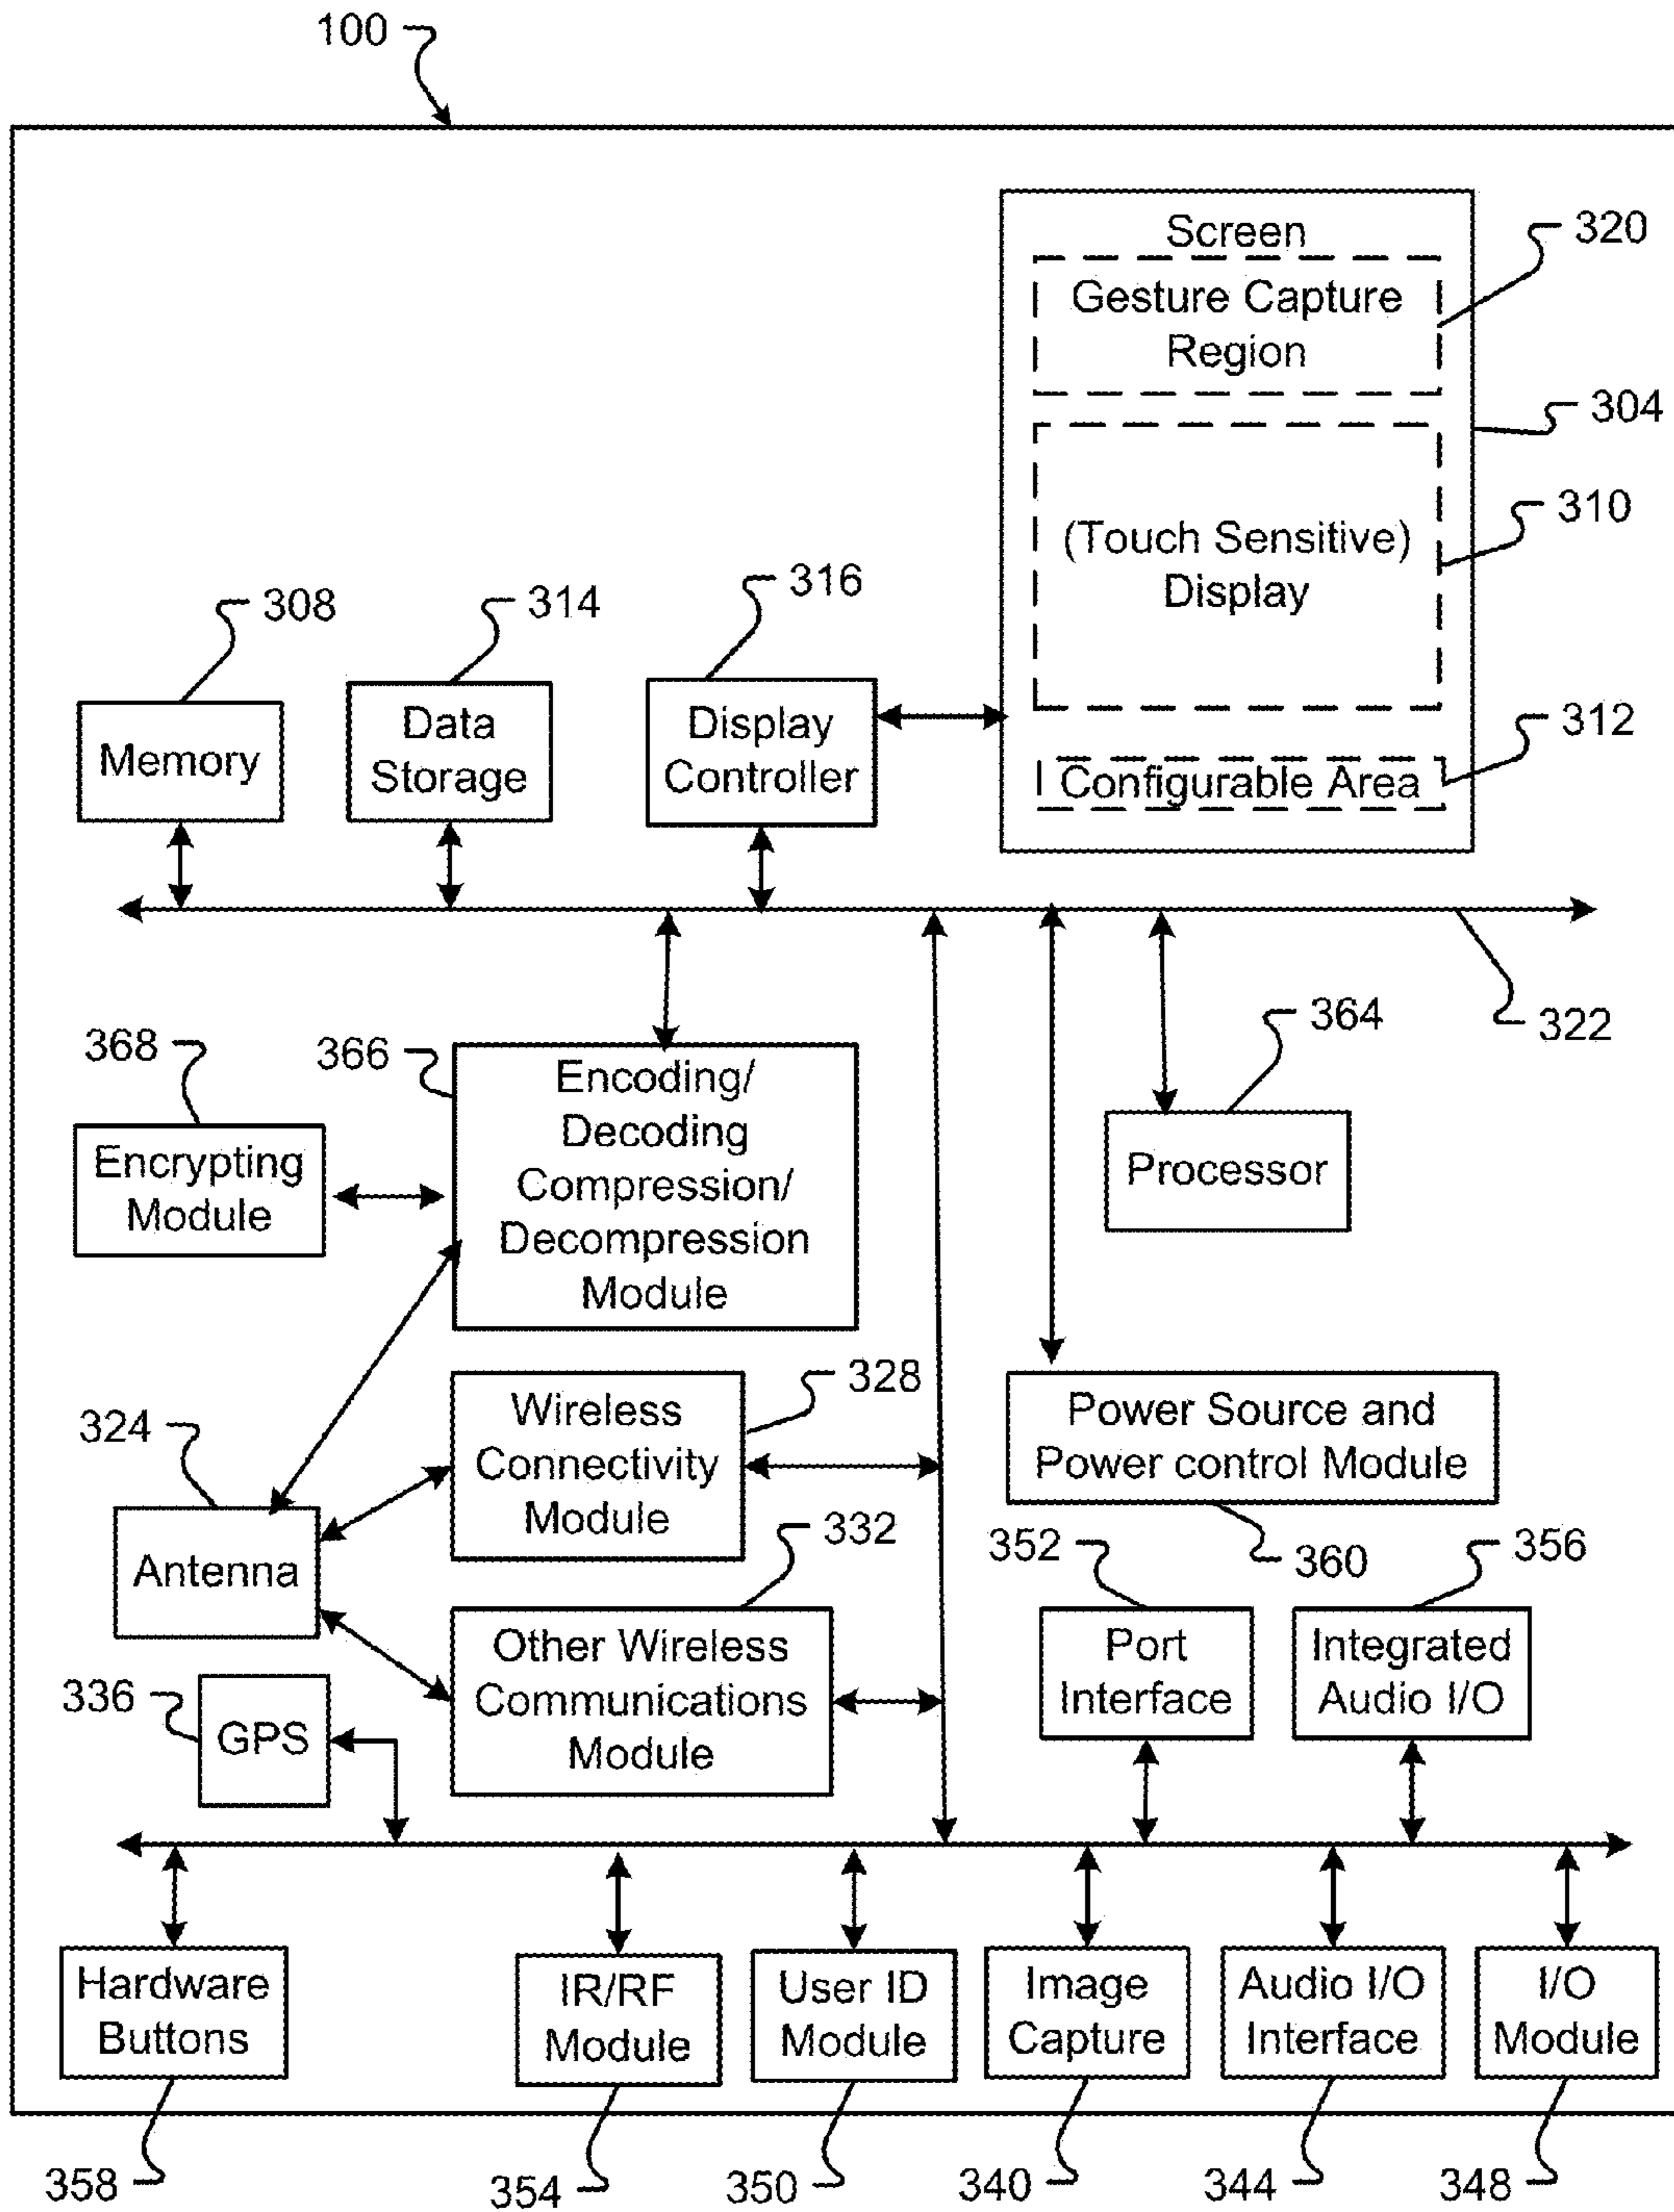 100
Screen
320
Gesture Capture
Region
304
310
(Touch Sensitive)
Display
308
314
316
312
Memory
Data
Storage
Display
Controller
Configurable Area
322
368
366
364
Encrypting
Module
Encoding/
Decoding
Compression/
Decompression
Module
Processor
328
324
Wireless
Connectivity
Module
Power Source and
Power control Module
332
352
360
356
Antenna
Other Wireless
Communications
Module
Port
Interface
Integrated
Audio I/O
336
GPS
Hardware
Buttons
IR/RF
Module
User ID
Module
Image
Capture
Audio I/O
Interface
I/O
Module
358
354
350
340
344
348